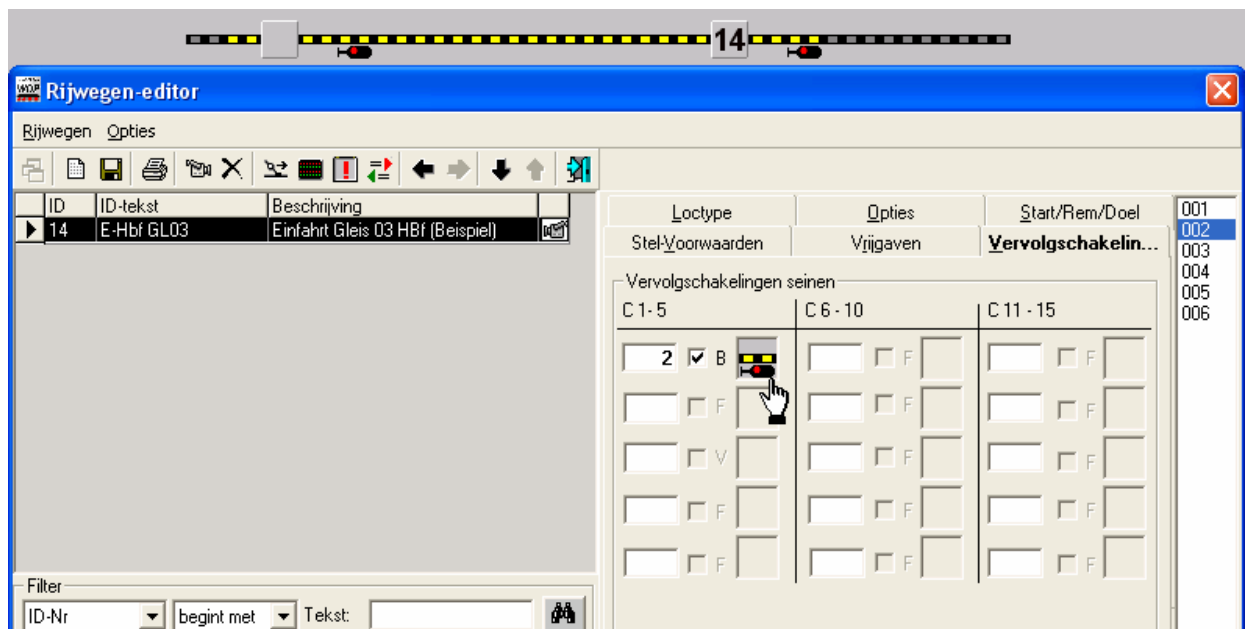 14
WDP Rijwegen-editor
Rijwegen Opties
ID ID-tekst Beschrijving
14 E-Hbf GL03 Einfahrt Gleis 03 HBf (Beispiel)
Loctype Opties Start/Rem/Doel
Stel-Voorwaarden Vrijgaven Vervolgschakelin...
001
002
003
004
005
006
Vervolgschakelingen seinen
C 1- 5 C 6 - 10 C 11 - 15
2 B F F
F F F
V F F
F F F
F F F
Filter
ID-Nr begint met Tekst: